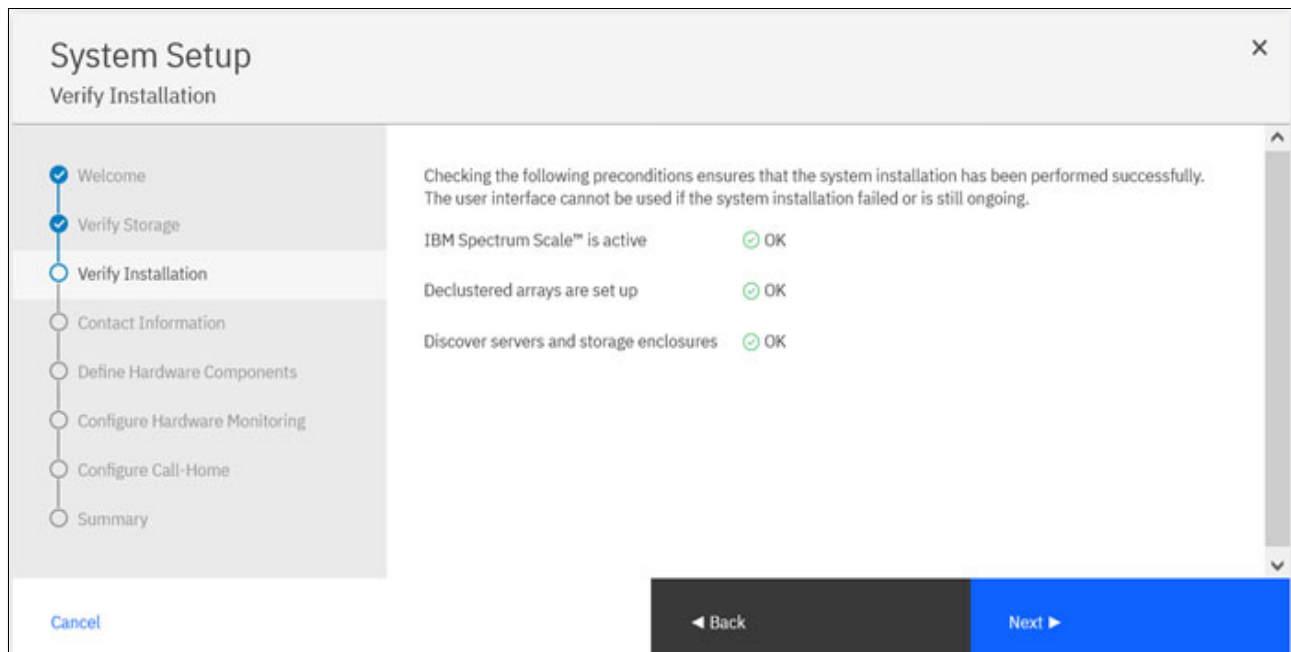 System Setup
Verify Installation
Welcome
Verify Storage
Verify Installation
Contact Information
Define Hardware Components
Configure Hardware Monitoring
Configure Call-Home
Summary
Checking the following preconditions ensures that the system installation has been performed successfully.
The user interface cannot be used if the system installation failed or is still ongoing.
IBM Spectrum Scale™ is active OK
Declustered arrays are set up OK
Discover servers and storage enclosures OK
Cancel
Back
Next